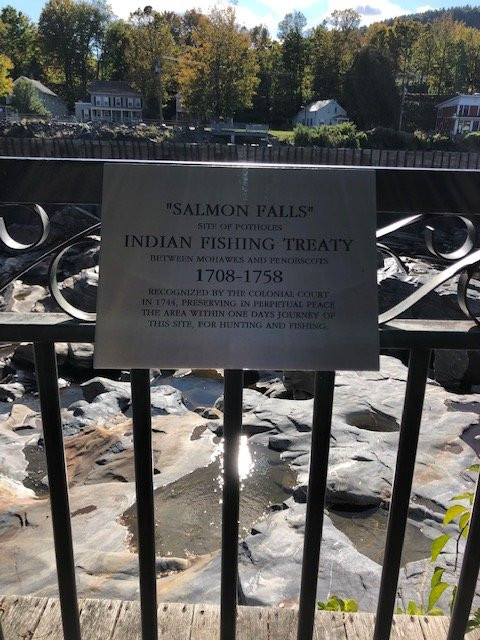 "SALMON FALLS"
SITE OF POTHOLES
INDIAN FISHING TREATY
BETWEEN MOHAWKS AND PENOBSCOTS
1708-1758
RECOGNIZED BY THE COLONIAL COURT
IN 1744, PRESERVING IN PERPETUAL PEACE
THE AREA WITHIN ONE DAYS JOURNEY OF
THIS SITE, FOR HUNTING AND FISHING.